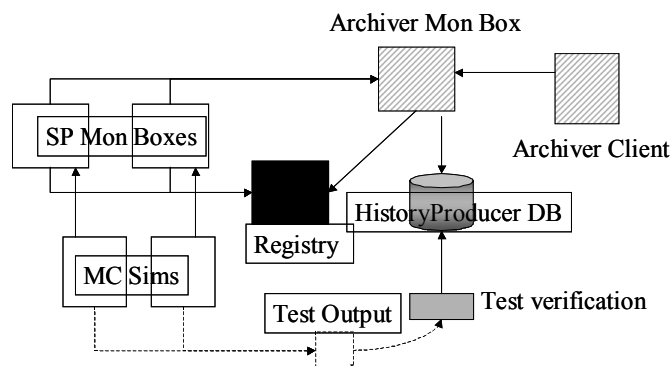 Archiver Mon Box
SP Mon Boxes
Archiver Client
HistoryProducer DB
Registry
MC Sims
Test Output
Test verification